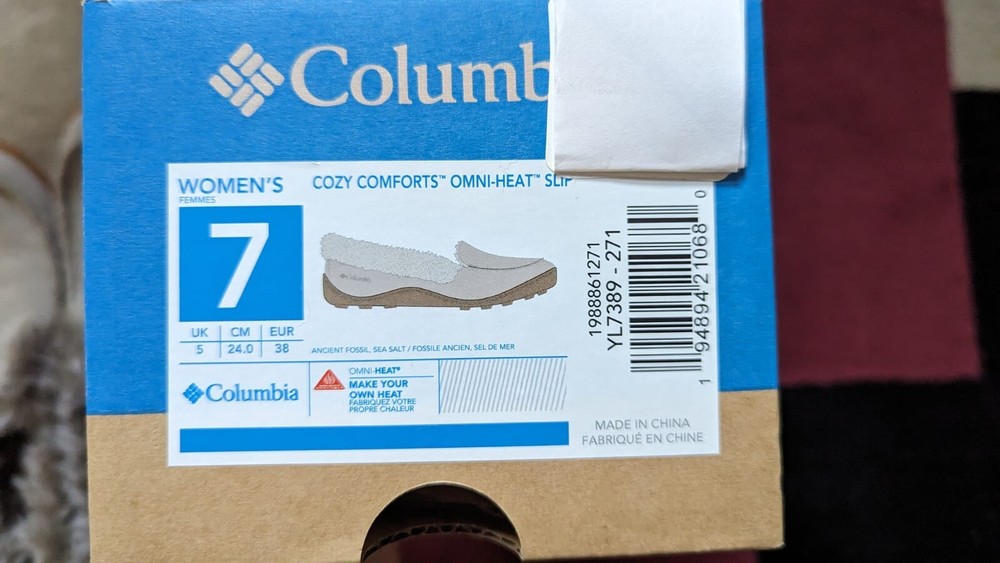 Columb
WOMEN'S
FEMMES
COZY COMFORTS™ OMNI-HEAT™ SLIP
7
UK CM EUR
5 24.0 38
Columbia
ANCIENT FOSSIL, SEA SALT / FOSSILE ANCIEN, SEL DE MER
Columbia
OMNI-HEAT®
MAKE YOUR
OWN HEAT
FABRIQUEZ VOTRE
PROPRE CHALEUR
1988861271
YL7389 - 271
1 94894 21068 0
MADE IN CHINA
FABRIQUÉ EN CHINE